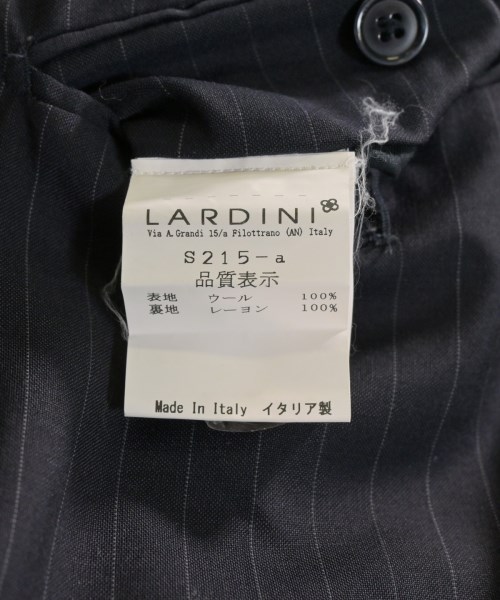 LARDINI
Via A.Grandi 15/a Filottrano (AN) Italy
S215-a
品質表示
表地 ウール 100%
裏地 レーヨン 100%
Made In Italy イタリア製